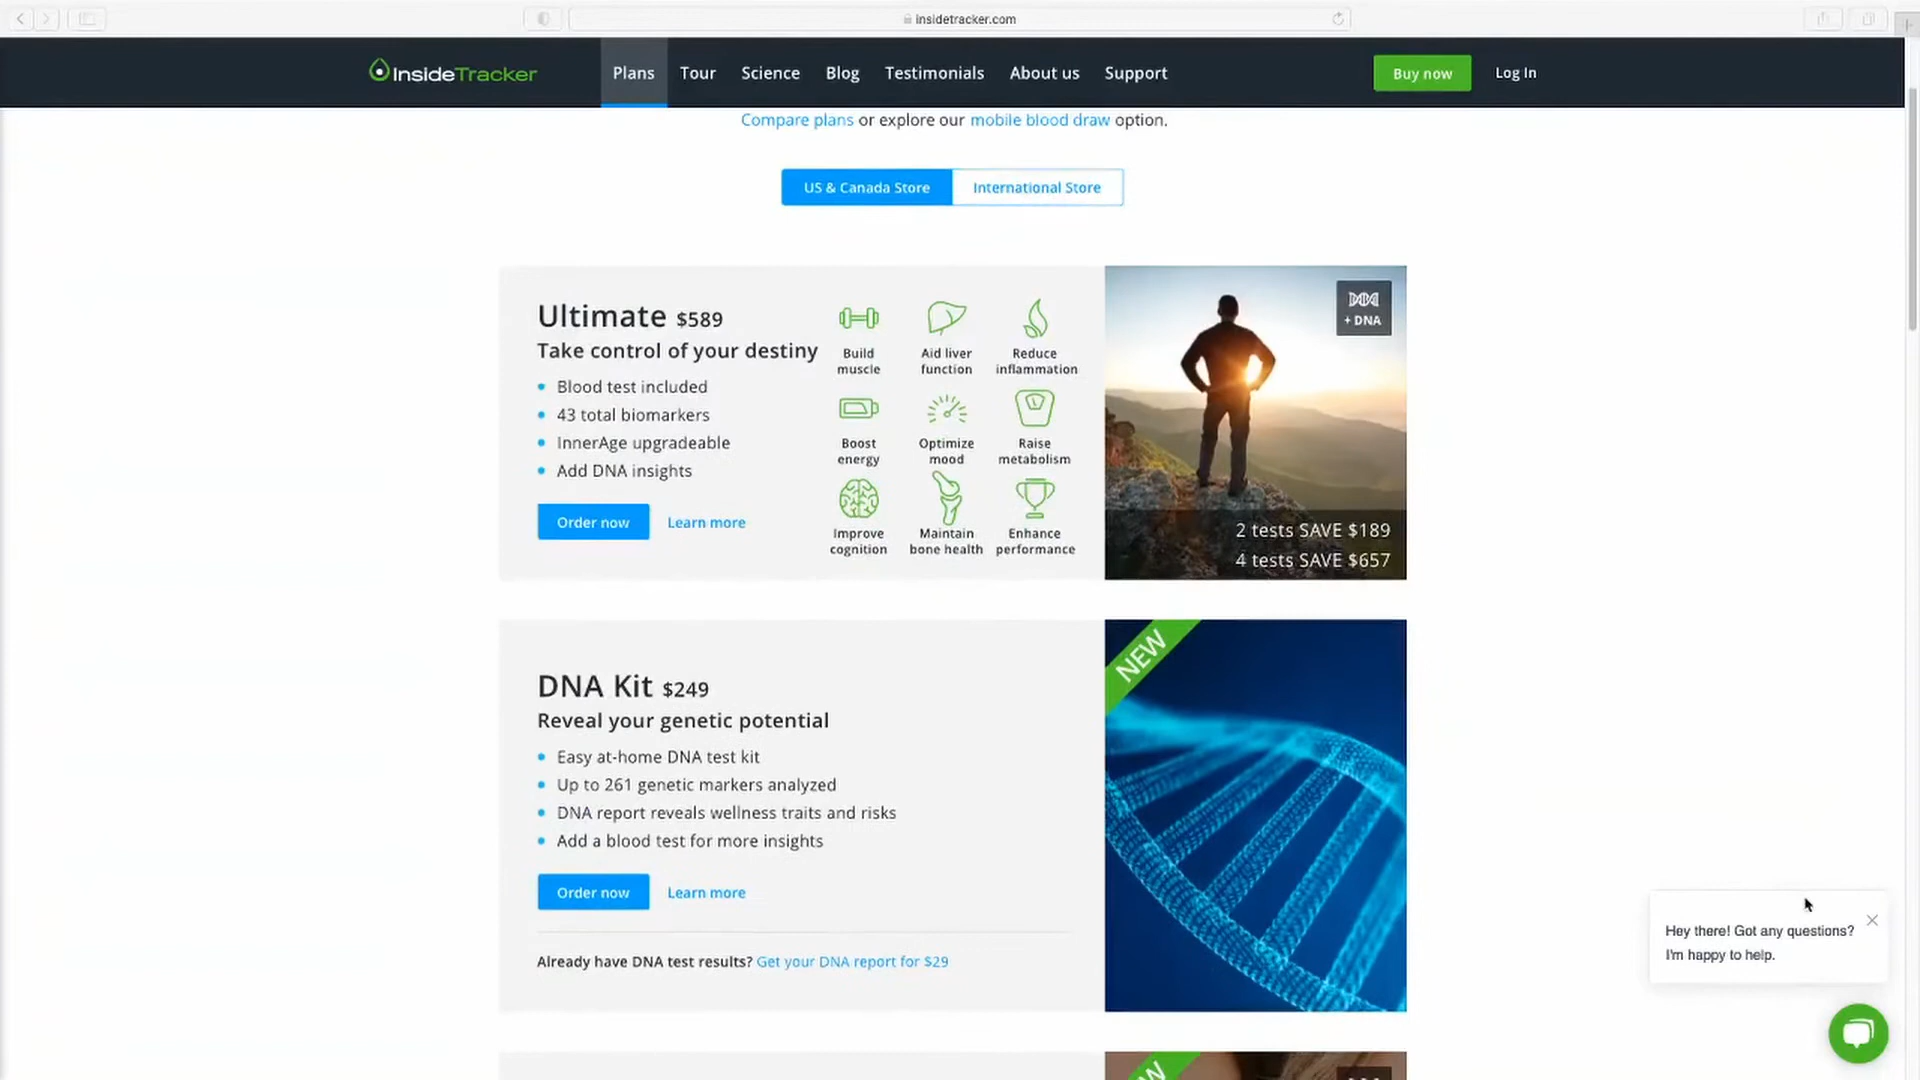 insidetracker.com
InsideTracker
Plans
Tour
Science
Blog
Testimonials
About us
Support
Buy now
Log In
Compare plans or explore our mobile blood draw option.
US & Canada Store
International Store
Ultimate $589
Take control of your destiny
Blood test included
43 total biomarkers
InnerAge upgradeable
Add DNA insights
Order now
Learn more
Build
muscle
Aid liver
function
Reduce
inflammation
Boost
energy
Optimize
mood
Raise
metabolism
Improve
cognition
Maintain
bone health
Enhance
performance
+ DNA
2 tests SAVE $189
4 tests SAVE $657
DNA Kit $249
Reveal your genetic potential
Easy at-home DNA test kit
Up to 261 genetic markers analyzed
DNA report reveals wellness traits and risks
Add a blood test for more insights
Order now
Learn more
Already have DNA test results? Get your DNA report for $29
NEW
Hey there! Got any questions?
I'm happy to help.